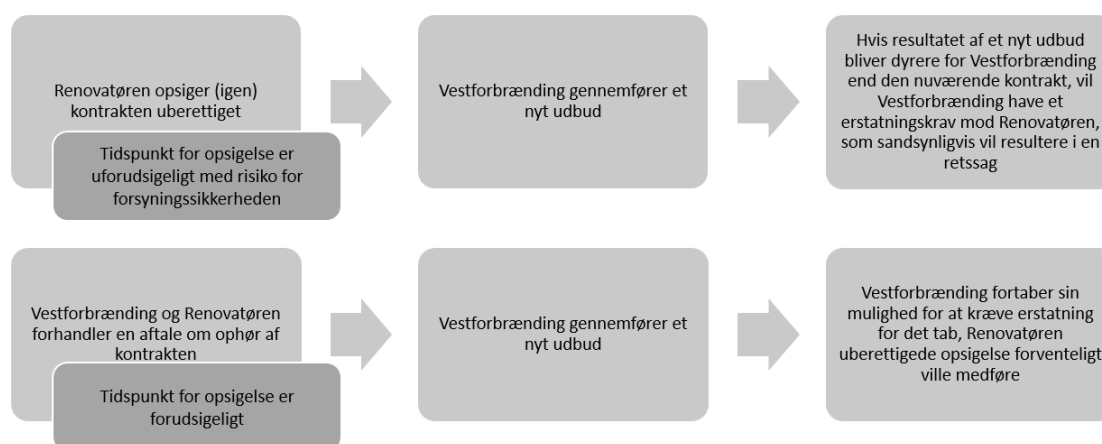 Renovatøren opsiger (igen)
kontrakten uberettiget
Tidspunkt for opsigelse er
uforudsigeligt med risiko for
forsyningssikkerheden
Vestforbrænding gennemfører et
nyt udbud
Hvis resultatet af et nyt udbud
bliver dyrere for Vestforbrænding
end den nuværende kontrakt, vil
Vestforbrænding have et
erstatningskrav mod Renovatøren,
som sandsynligvis vil resultere i en
retssag
Vestforbrænding og Renovatøren
forhandler en aftale om ophør af
kontrakten
Tidspunkt for opsigelse er
forudsigeligt
Vestforbrænding gennemfører et
nyt udbud
Vestforbrænding fortaber sin
mulighed for at kræve erstatning
for det tab, Renovatøren
uberettigede opsigelse forventeligt
ville medføre